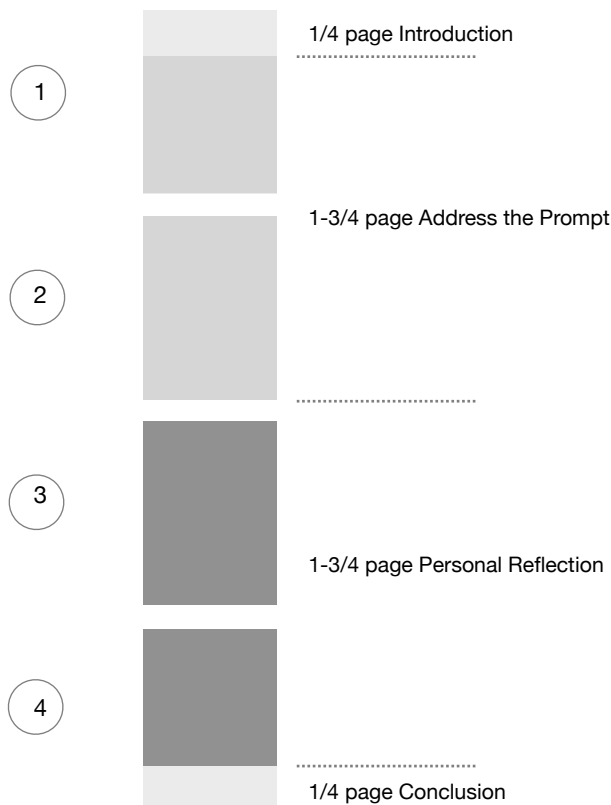 1/4 page Introduction
1
1-3/4 page Address the Prompt
2
3
1-3/4 page Personal Reflection
4
1/4 page Conclusion